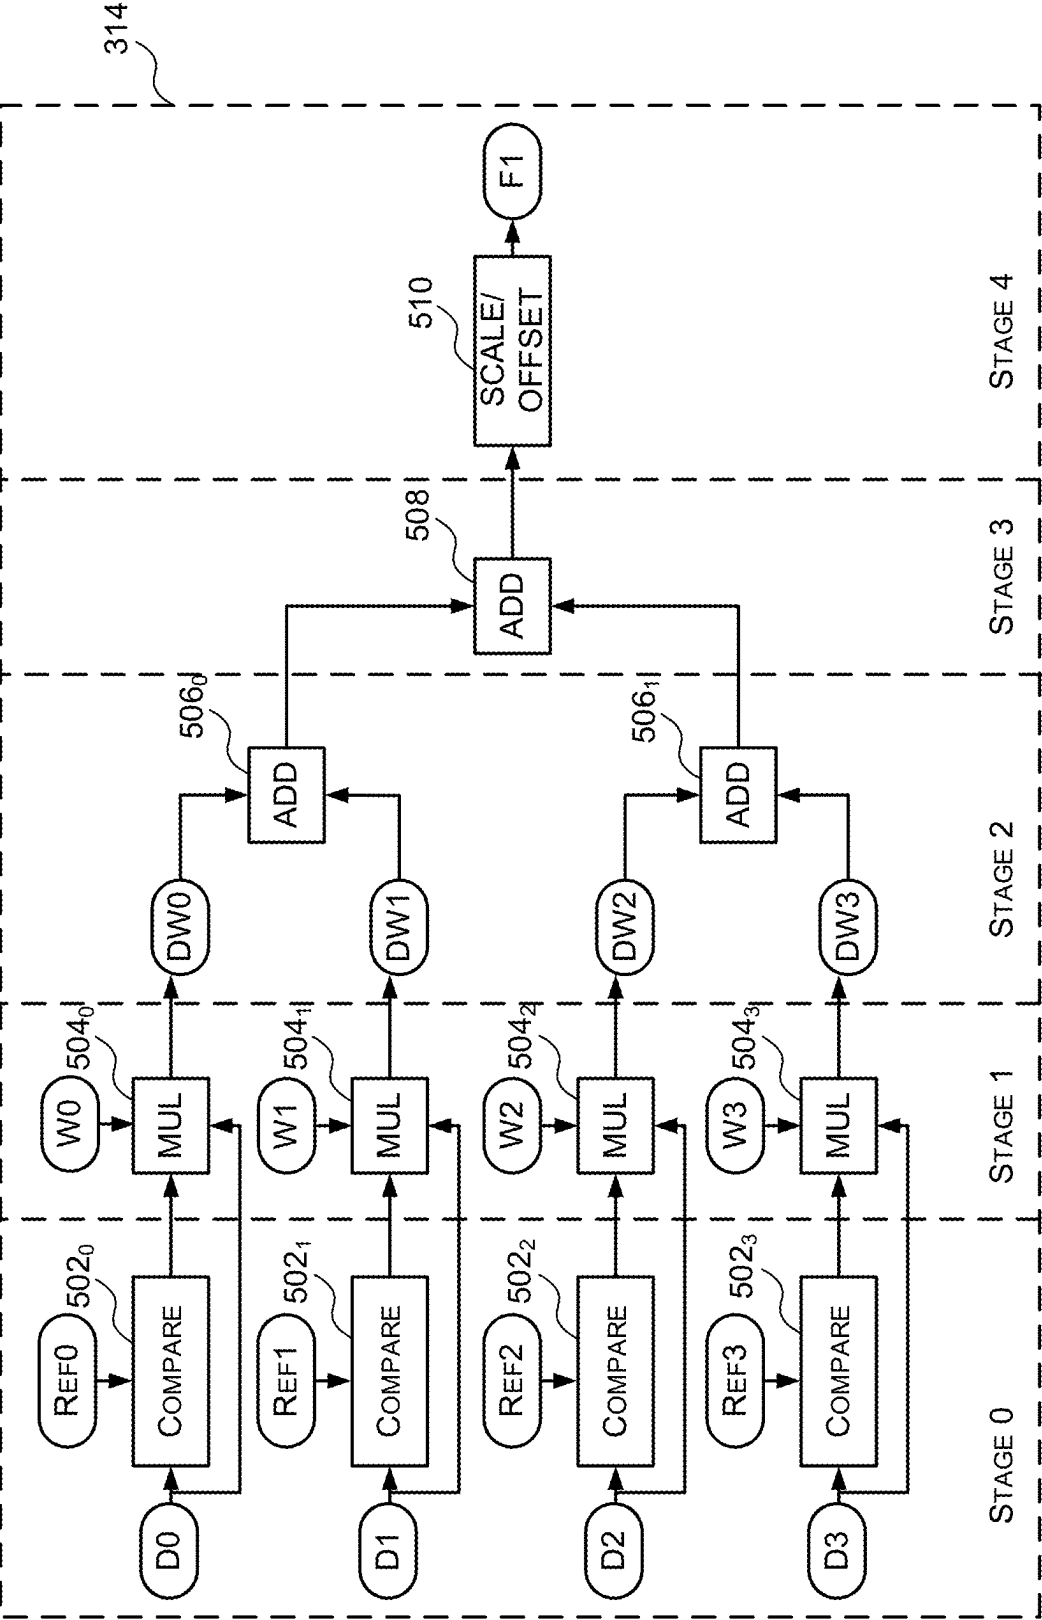 314
D0
REF0
COMPARE
502₀
W0
MUL
504₀
DW0
D1
REF1
COMPARE
502₁
W1
MUL
504₁
DW1
ADD
506₀
D2
REF2
COMPARE
502₂
W2
MUL
504₂
DW2
D3
REF3
COMPARE
502₃
W3
MUL
504₃
DW3
ADD
506₁
ADD
508
SCALE/
OFFSET
510
F1
STAGE 0
STAGE 1
STAGE 2
STAGE 3
STAGE 4